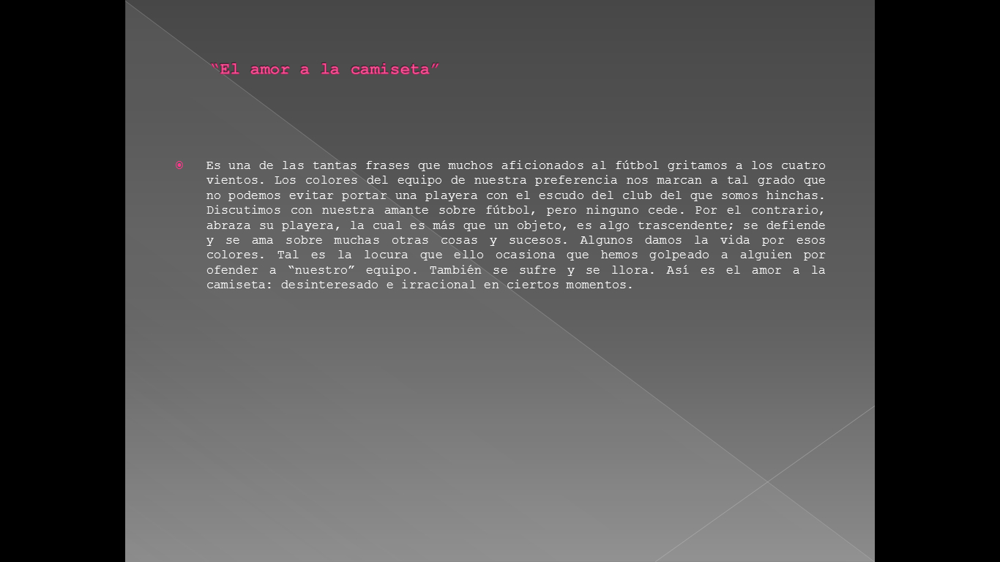 “El amor a la camiseta”
Es una de las tantas frases que muchos aficionados al fútbol gritamos a los cuatro
vientos. Los colores del equipo de nuestra preferencia nos marcan a tal grado que
no podemos evitar portar una playera con el escudo del club del que somos hinchas.
Discutimos con nuestra amante sobre fútbol, pero ninguno cede. Por el contrario,
abraza su playera, la cual es más que un objeto, es algo trascendente; se defiende
y se ama sobre muchas otras cosas y sucesos. Algunos damos la vida por esos
colores. Tal es la locura que ello ocasiona que hemos golpeado a alguien por
ofender a “nuestro” equipo. También se sufre y se llora. Así es el amor a la
camiseta: desinteresado e irracional en ciertos momentos.